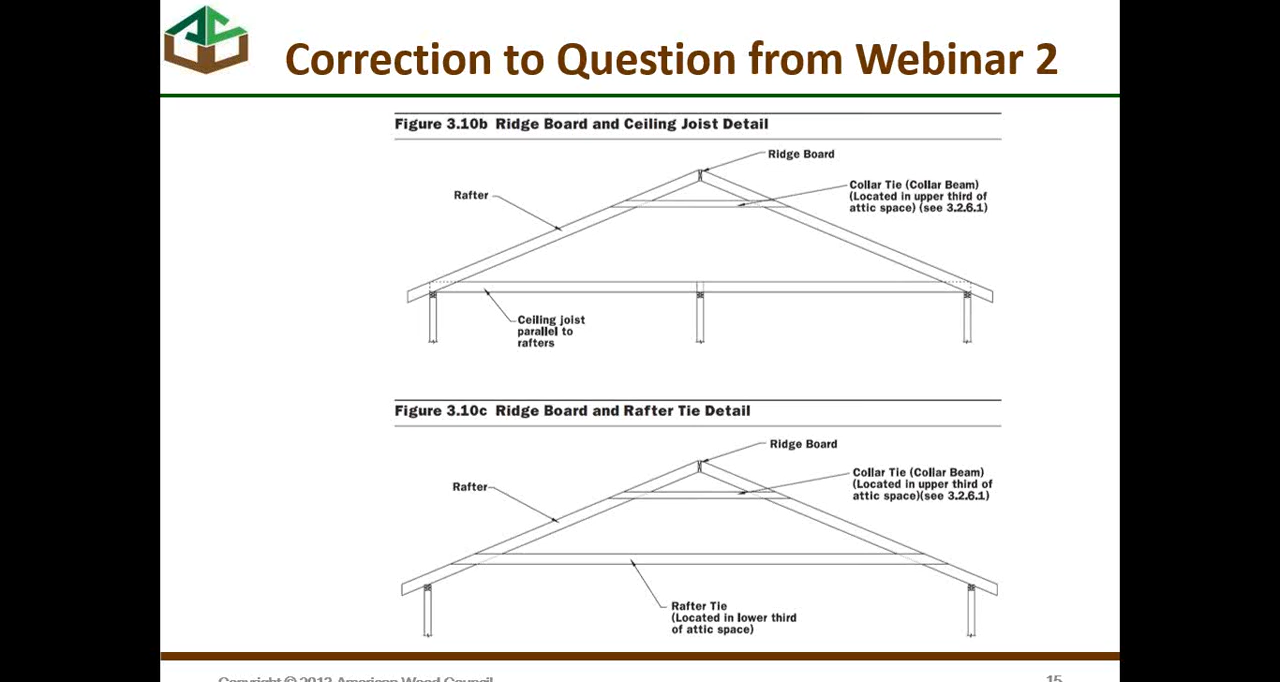 Correction to Question from Webinar 2
Figure 3.10b Ridge Board and Ceiling Joist Detail
Ridge Board
Rafter
Collar Tie (Collar Beam)
(Located in upper third of
attic space) (see 3.2.6.1)
Ceiling joist
parallel to
rafters
Figure 3.10c Ridge Board and Rafter Tie Detail
Ridge Board
Rafter
Collar Tie (Collar Beam)
(Located in upper third of
attic space)(see 3.2.6.1)
Rafter Tie
(Located in lower third
of attic space)
Copyright © 2013 American Wood Council
15